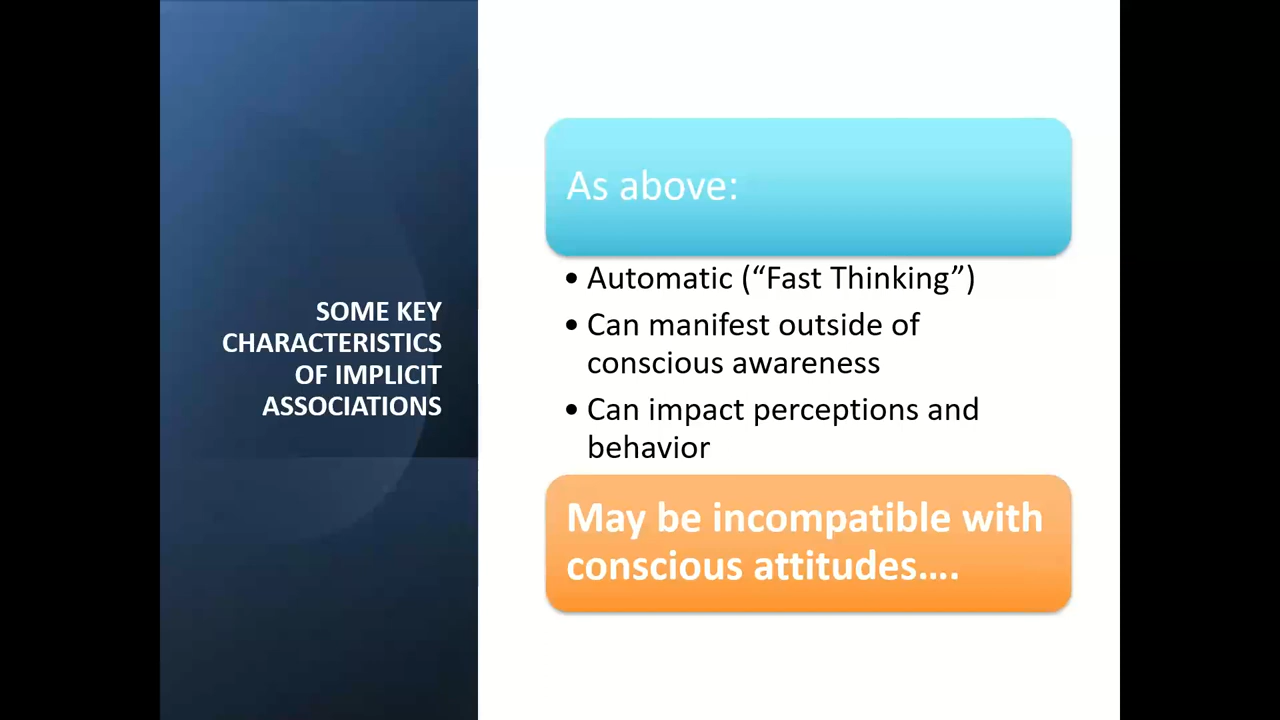 SOME KEY
CHARACTERISTICS
OF IMPLICIT
ASSOCIATIONS
As above:
• Automatic (“Fast Thinking”)
• Can manifest outside of
conscious awareness
• Can impact perceptions and
behavior
May be incompatible with
conscious attitudes....